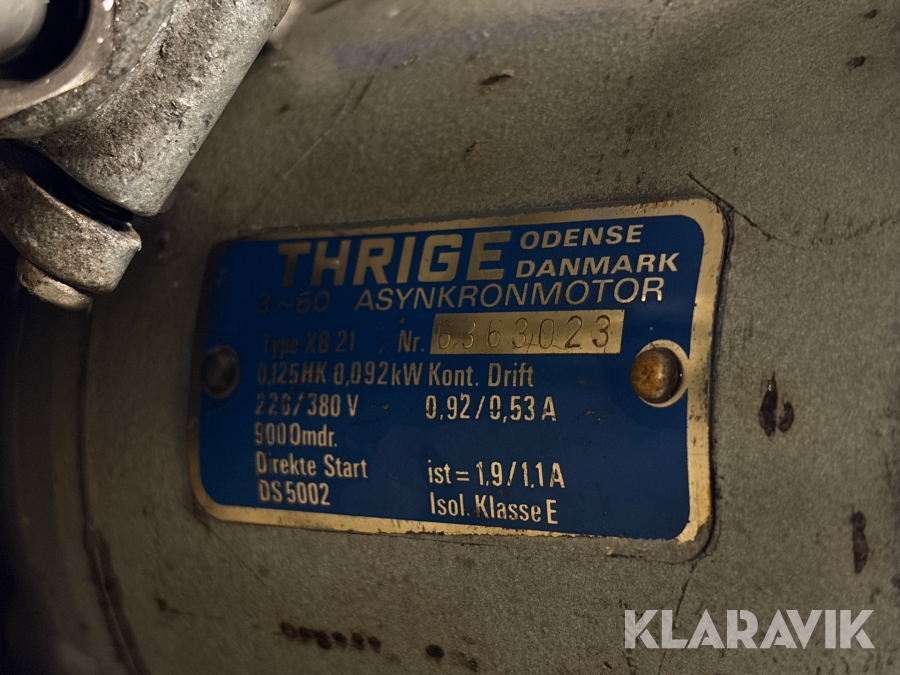 THRIGE ODENSE DANMARK
3~50 ASYNKRONMOTOR
Type XB 21 Nr. 6363023
0,125HK 0,092kW Kont. Drift
220/380 V 0,92/0,53 A
900 Omdr.
Direkte Start ist = 1,9/1,1 A
DS 5002 Isol. Klasse E
KLARAVIK